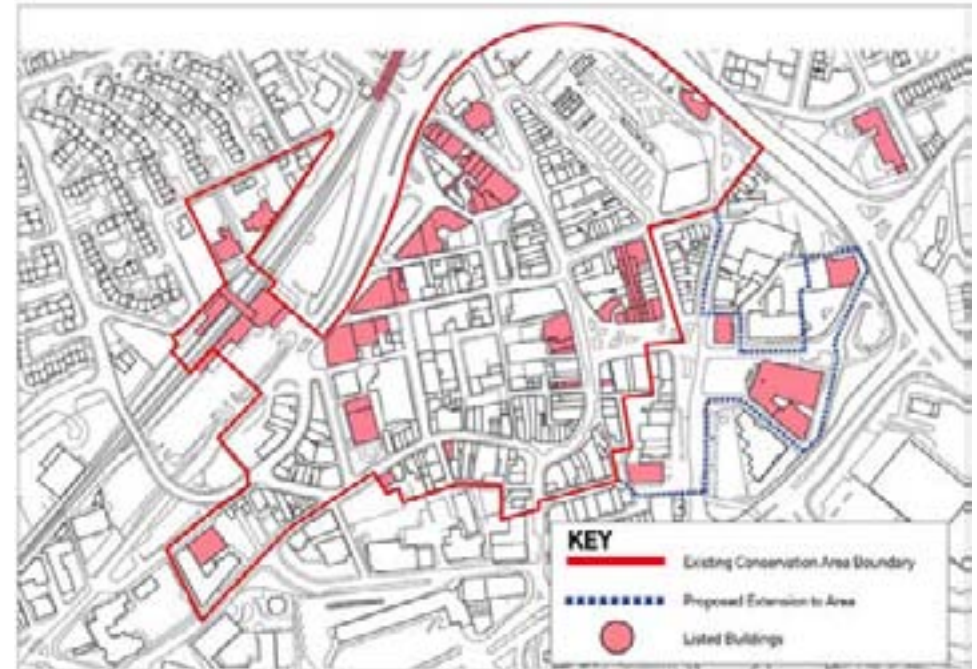 KEY
Existing Conservation Area Boundary
Proposed Extension to Area
Listed Buildings